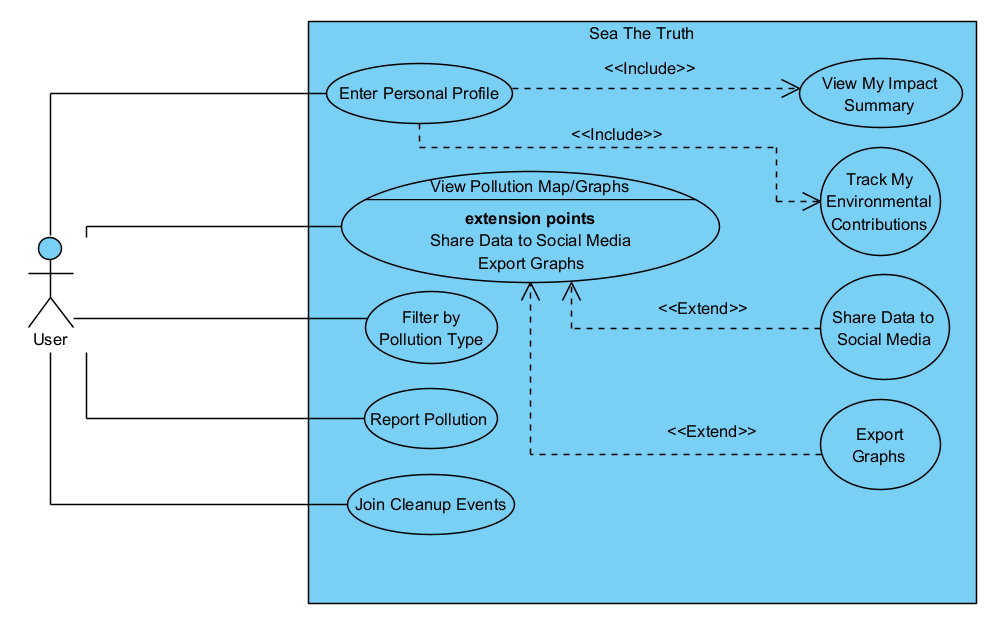 Sea The Truth
<<Include>>
Enter Personal Profile
View My Impact
Summary
<<Include>>
View Pollution Map/Graphs
extension points
Share Data to Social Media
Export Graphs
Track My
Environmental
Contributions
User
Filter by
Pollution Type
<<Extend>>
Share Data to
Social Media
Report Pollution
<<Extend>>
Export
Graphs
Join Cleanup Events